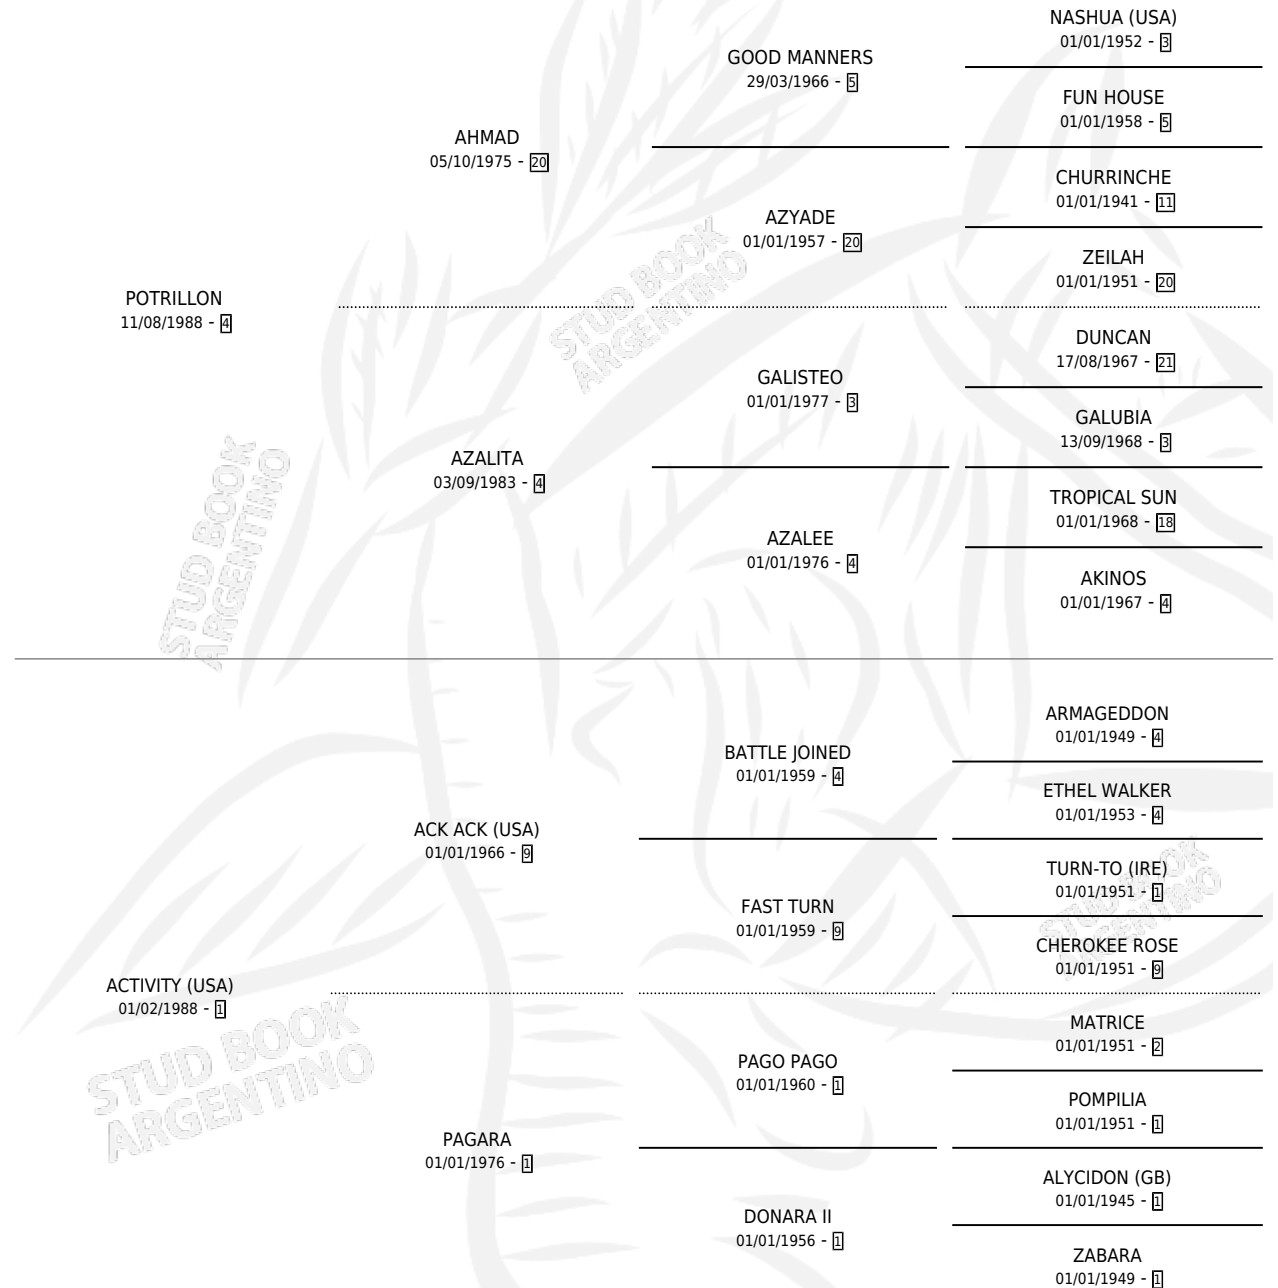 NASHUA (USA)
01/01/1952 - 3
GOOD MANNERS
29/03/1966 - 5
FUN HOUSE
01/01/1958 - 5
AHMAD
05/10/1975 - 20
CHURRINCHE
01/01/1941 - 11
AZYADE
01/01/1957 - 20
ZEILAH
01/01/1951 - 20
POTRILLON
11/08/1988 - 4
DUNCAN
17/08/1967 - 21
GALISTEO
01/01/1977 - 3
GALUBIA
13/09/1968 - 3
AZALITA
03/09/1983 - 4
TROPICAL SUN
01/01/1968 - 18
AZALEE
01/01/1976 - 4
AKINOS
01/01/1967 - 4
ARMAGEDDON
01/01/1949 - 4
BATTLE JOINED
01/01/1959 - 4
ETHEL WALKER
01/01/1953 - 4
ACK ACK (USA)
01/01/1966 - 9
TURN-TO (IRE)
01/01/1951 - 1
FAST TURN
01/01/1959 - 9
CHEROKEE ROSE
01/01/1951 - 9
ACTIVITY (USA)
01/02/1988 - 1
MATRICE
01/01/1951 - 2
PAGO PAGO
01/01/1960 - 1
POMPILIA
01/01/1951 - 1
PAGARA
01/01/1976 - 1
ALYCIDON (GB)
01/01/1945 - 1
DONARA II
01/01/1956 - 1
ZABARA
01/01/1949 - 1
STUD BOOK
ARGENTINO
STUD BOOK
ARGENTINO
STUD BOOK
ARGENTINO
STUD BOOK
ARGENTINO